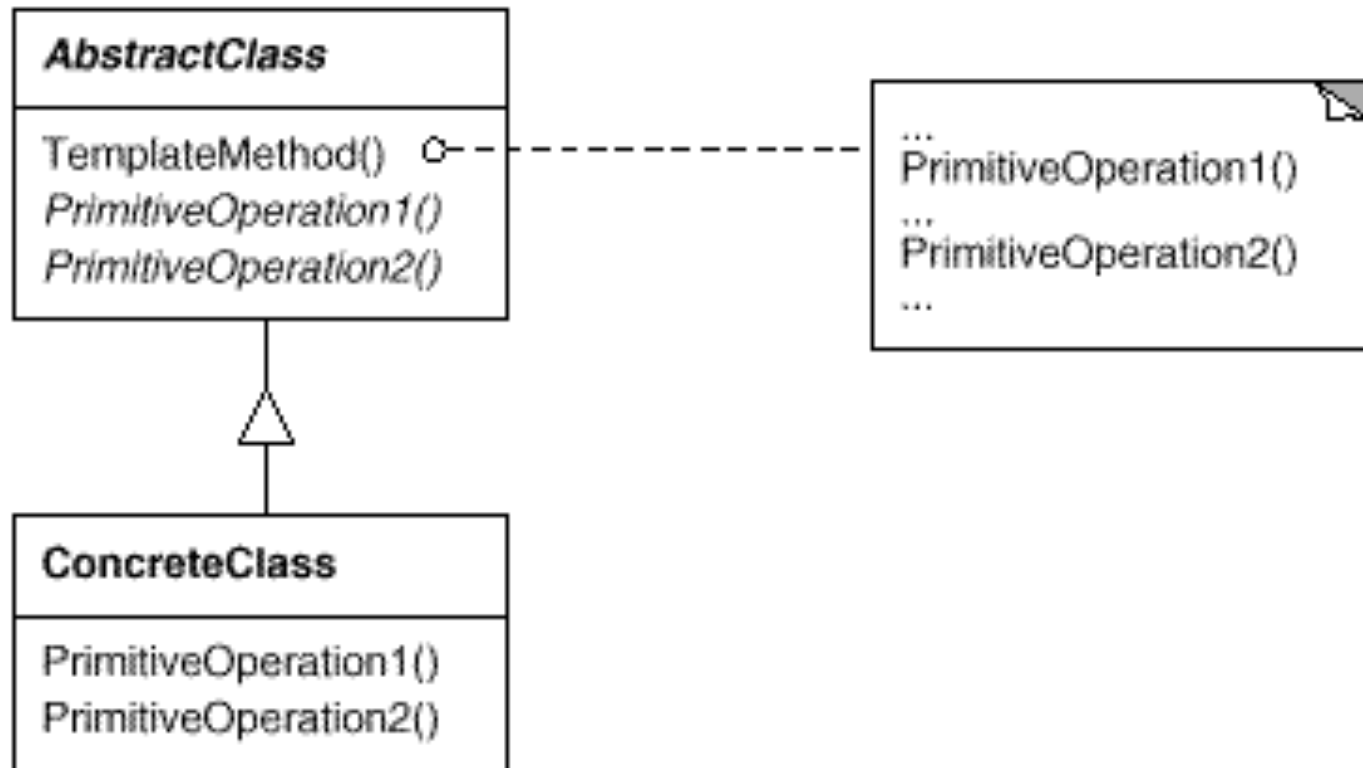 AbstractClass
TemplateMethod()
PrimitiveOperation1()
PrimitiveOperation2()
...
PrimitiveOperation1()
...
PrimitiveOperation2()
...
ConcreteClass
PrimitiveOperation1()
PrimitiveOperation2()